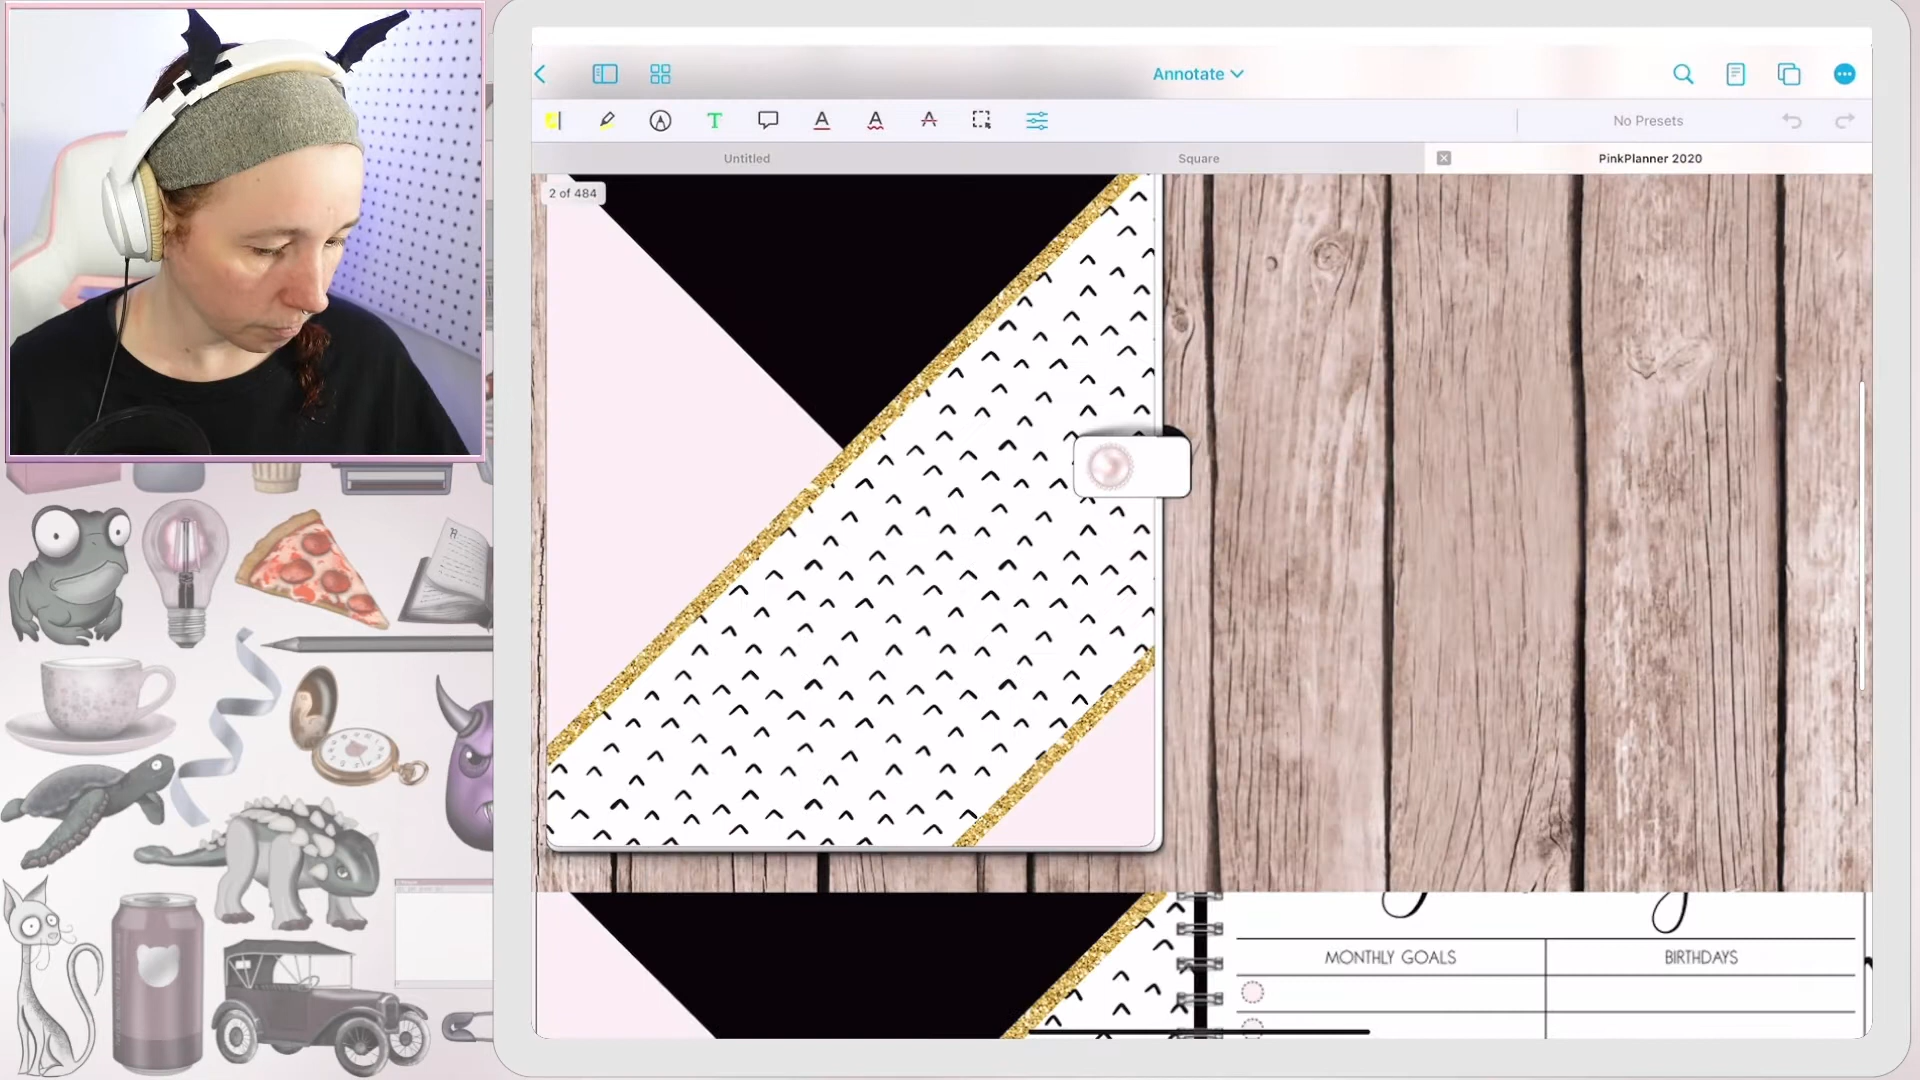 Annotate
No Presets
Untitled
Square
PinkPlanner 2020
2 of 484
MONTHLY GOALS
BIRTHDAYS